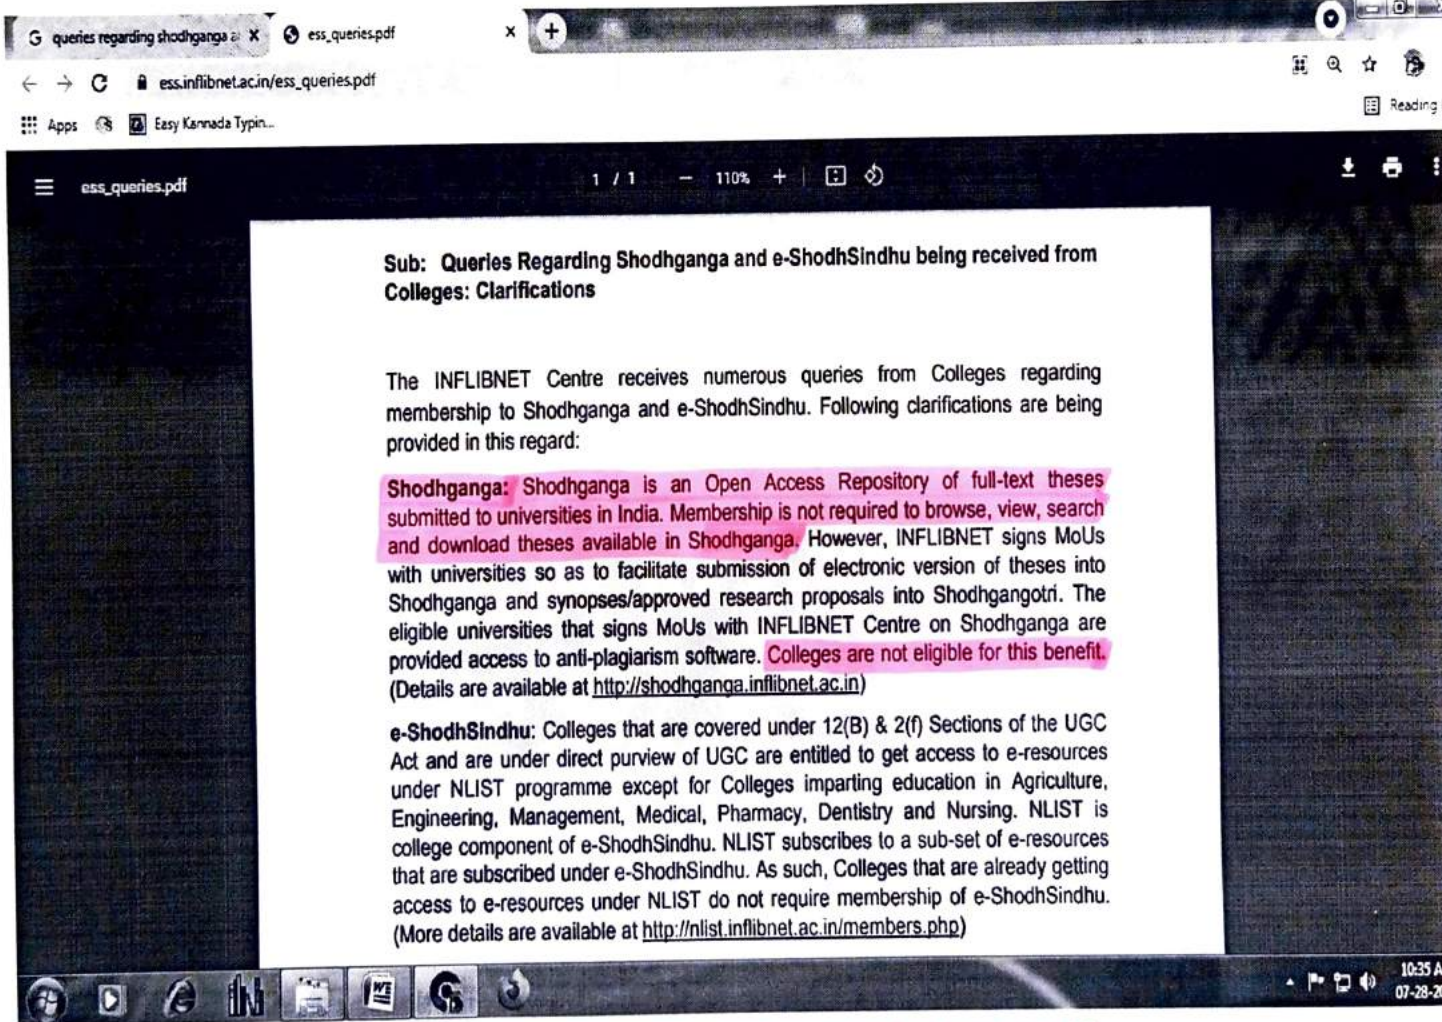 queries regarding shodhganga a
ess_queries.pdf
ess.inflibnet.ac.in/ess_queries.pdf
Apps
Easy Kannada Typin...
Reading
ess_queries.pdf
1 / 1 — 110% +
Sub: Queries Regarding Shodhganga and e-ShodhSindhu being received from
Colleges: Clarifications
The INFLIBNET Centre receives numerous queries from Colleges regarding
membership to Shodhganga and e-ShodhSindhu. Following clarifications are being
provided in this regard:
Shodhganga: Shodhganga is an Open Access Repository of full-text theses
submitted to universities in India. Membership is not required to browse, view, search
and download theses available in Shodhganga. However, INFLIBNET signs MoUs
with universities so as to facilitate submission of electronic version of theses into
Shodhganga and synopses/approved research proposals into Shodhgangotri. The
eligible universities that signs MoUs with INFLIBNET Centre on Shodhganga are
provided access to anti-plagiarism software. Colleges are not eligible for this benefit.
(Details are available at http://shodhganga.inflibnet.ac.in)
e-ShodhSindhu: Colleges that are covered under 12(B) & 2(f) Sections of the UGC
Act and are under direct purview of UGC are entitled to get access to e-resources
under NLIST programme except for Colleges imparting education in Agriculture,
Engineering, Management, Medical, Pharmacy, Dentistry and Nursing. NLIST is
college component of e-ShodhSindhu. NLIST subscribes to a sub-set of e-resources
that are subscribed under e-ShodhSindhu. As such, Colleges that are already getting
access to e-resources under NLIST do not require membership of e-ShodhSindhu.
(More details are available at http://nlist.inflibnet.ac.in/members.php)
10:35 A
07-28-20